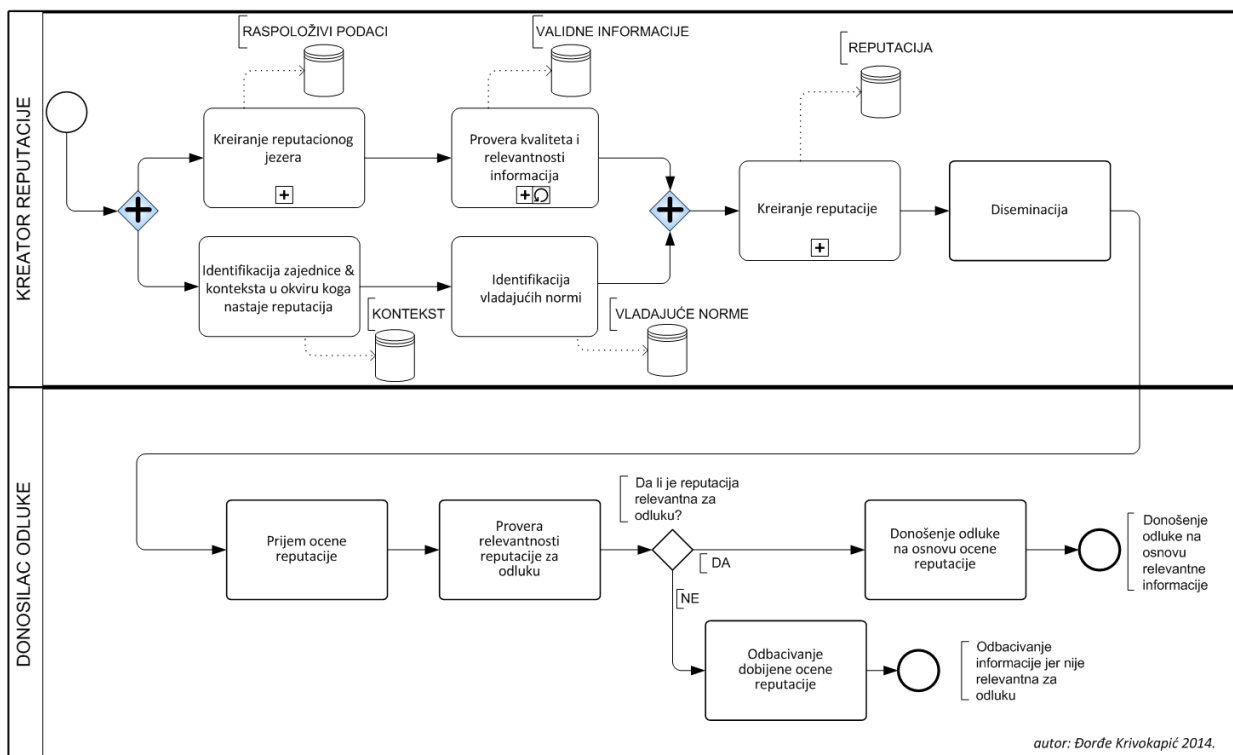 KREATOR REPUTACIJE
RASPOLOŽIVI PODACI
VALIDNE INFORMACIJE
REPUTACIJA
Kreiranje reputacionog
jezera
Provera kvaliteta i
relevantnosti
informacija
Kreiranje reputacije
Diseminacija
Identifikacija zajednice &
konteksta u okviru koga
nastaje reputacija
Identifikacija
vladajućih normi
KONTEKST
VLADAJUĆE NORME
DONOSILAC ODLUKE
Prijem ocene
reputacije
Provera
relevantnosti
reputacije za
odluku
Da li je reputacija
relevantna za
odluku?
DA
NE
Donošenje odluke
na osnovu ocene
reputacije
Donošenje
odluke na
osnovu
relevantne
informacije
Odbacivanje
dobijene ocene
reputacije
Odbacivanje
informacije jer nije
relevantna za
odluku
autor: Đorđe Krivokapić 2014.